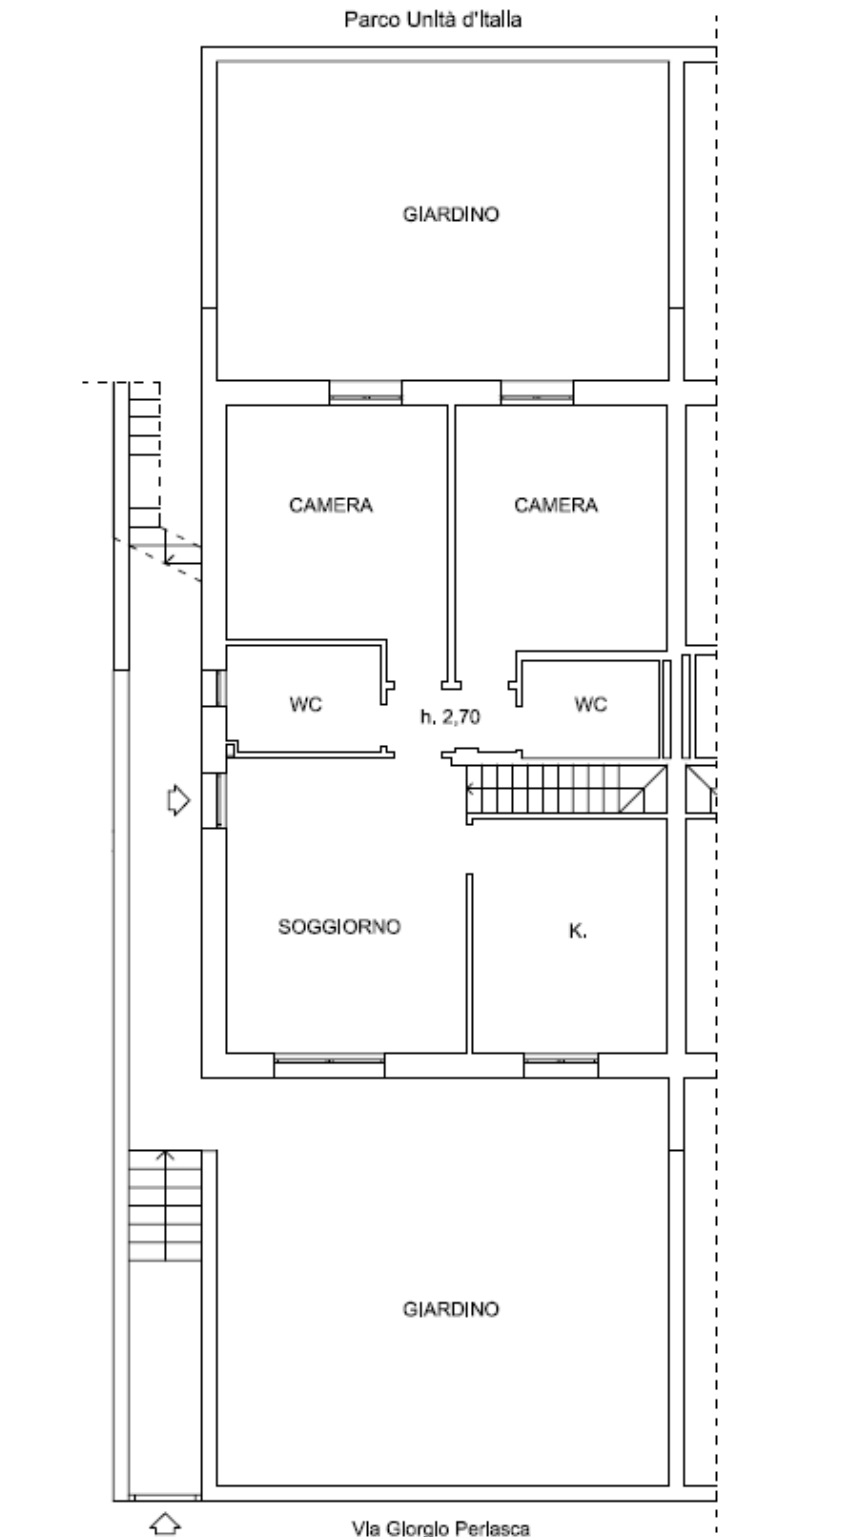 Parco Unità d'Italia
GIARDINO
CAMERA CAMERA
WC WC
h. 2,70
SOGGIORNO K.
GIARDINO
Via Giorgio Perlasca